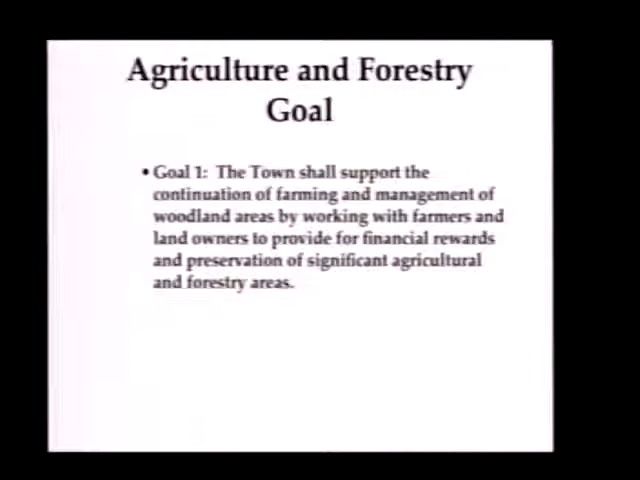 Agriculture and Forestry
Goal
• Goal 1: The Town shall support the
continuation of farming and management of
woodland areas by working with farmers and
land owners to provide for financial rewards
and preservation of significant agricultural
and forestry areas.